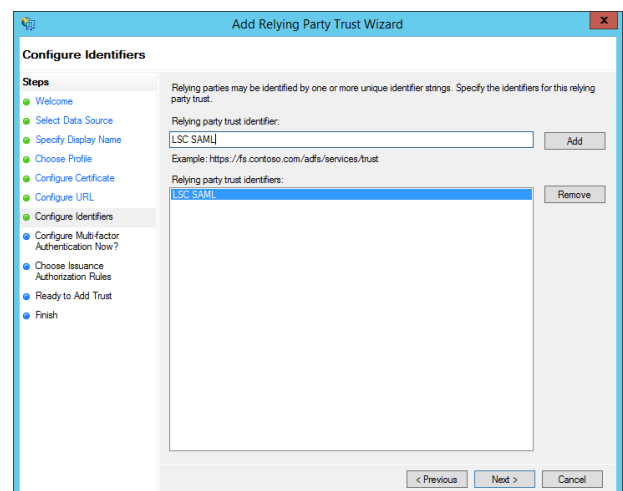 Add Relying Party Trust Wizard
x
Configure Identifiers
Steps
Welcome
Select Data Source
Specify Display Name
Choose Profile
Configure Certificate
Configure URL
Configure Identifiers
Configure Multi-factor
Authentication Now?
Choose Issuance
Authorization Rules
Ready to Add Trust
Finish
Relying parties may be identified by one or more unique identifier strings. Specify the identifiers for this relying
party trust.
Relying party trust identifier:
LSC SAML
Add
Example: https://fs.contoso.com/adfs/services/trust
Relying party trust identifiers:
LSC SAML
Remove
< Previous
Next >
Cancel